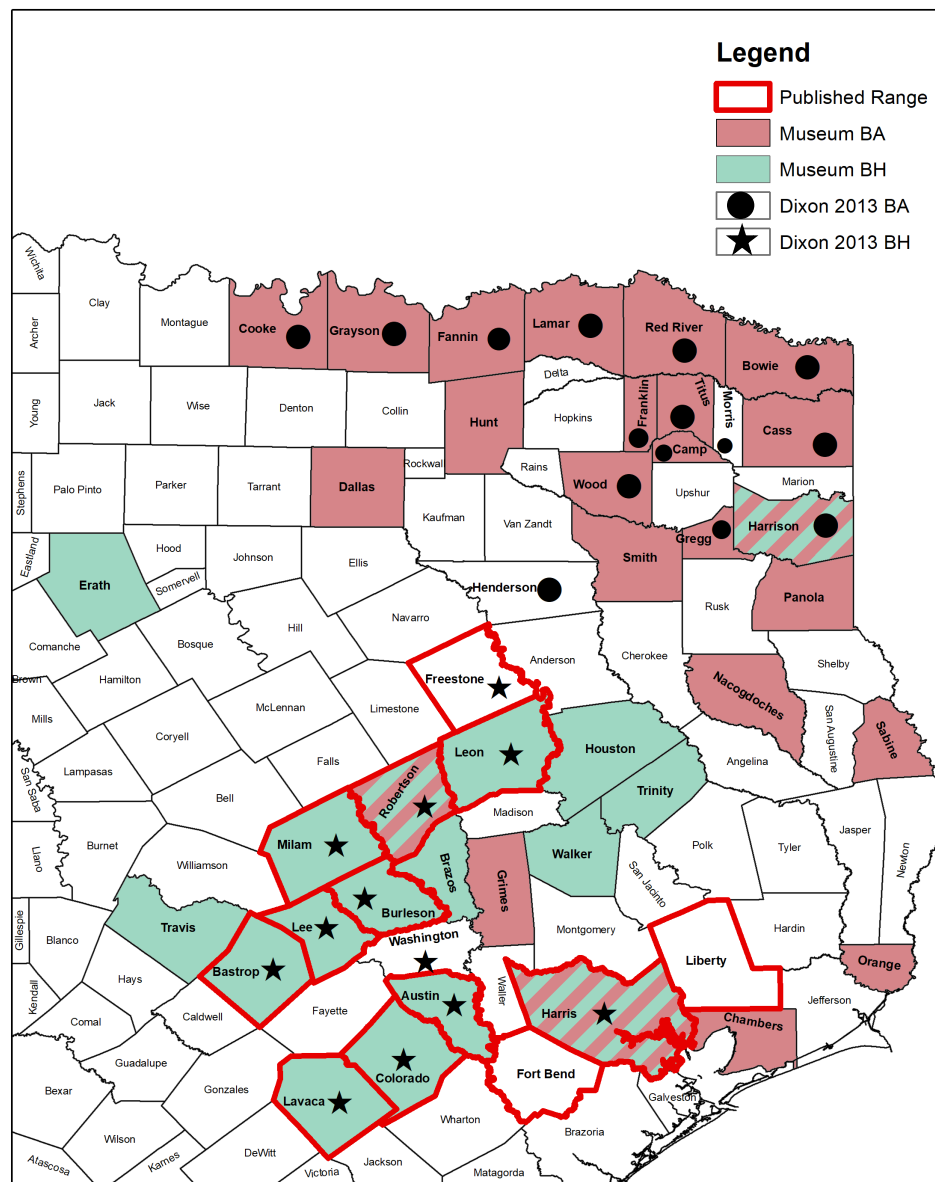 Legend
Published Range
Museum BA
Museum BH
Dixon 2013 BA
Dixon 2013 BH
Wichita
Clay
Montague
Cooke
Grayson
Fannin
Lamar
Red River
Bowie
Archer
Delta
Titus
Franklin
Morris
Young
Jack
Wise
Denton
Collin
Hunt
Hopkins
Cass
Camp
Stephens
Palo Pinto
Parker
Tarrant
Dallas
Rockwall
Rains
Wood
Upshur
Marion
Kaufman
Van Zandt
Harrison
Gregg
Eastland
Hood
Johnson
Ellis
Smith
Erath
Somervell
Henderson
Panola
Rusk
Navarro
Hill
Comanche
Bosque
Anderson
Cherokee
Shelby
Brown
Hamilton
Freestone
Nacogdoches
McLennan
Limestone
Mills
Coryell
Leon
Houston
San Augustine
Sabine
Lampasas
Falls
Angelina
San Saba
Robertson
Trinity
Bell
Madison
Burnet
Milam
Walker
Polk
Tyler
Jasper
Newton
Llano
Williamson
Brazos
Grimes
San Jacinto
Burleson
Travis
Lee
Washington
Montgomery
Hardin
Gillespie
Blanco
Liberty
Orange
Bastrop
Hays
Kendall
Waller
Austin
Harris
Jefferson
Caldwell
Fayette
Comal
Chambers
Guadalupe
Colorado
Fort Bend
Bexar
Gonzales
Lavaca
Galveston
Wharton
Brazoria
Wilson
DeWitt
Atascosa
Karnes
Victoria
Jackson
Matagorda